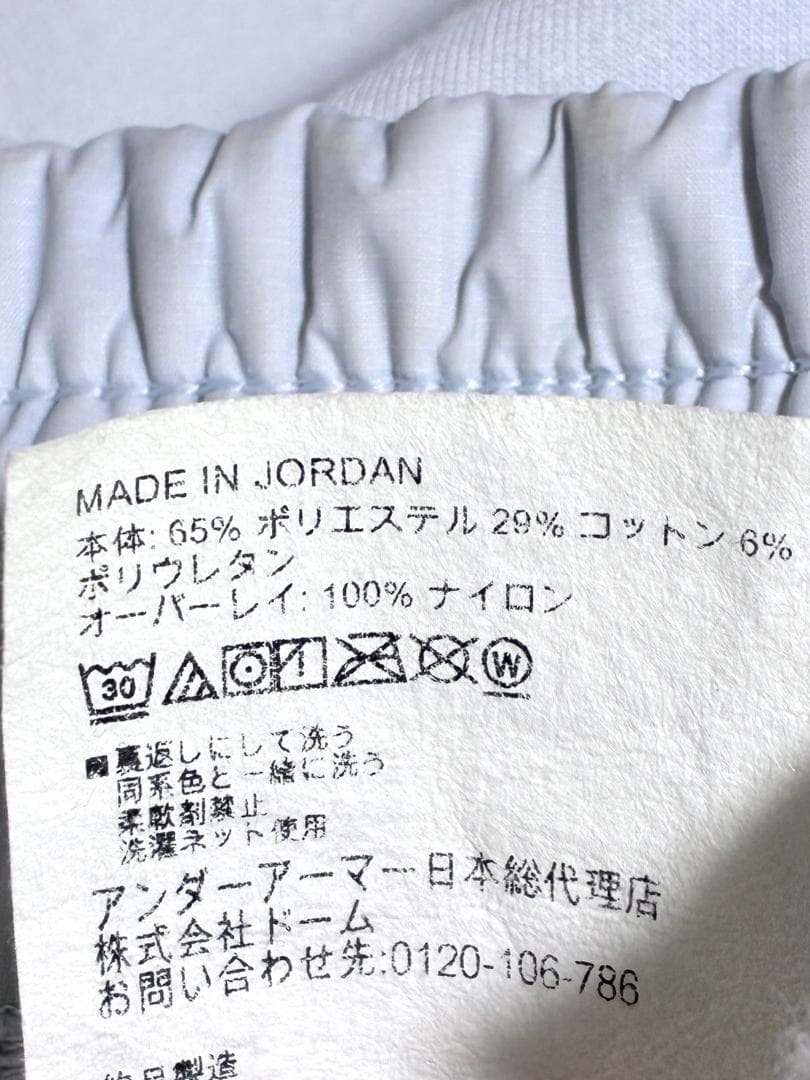 MADE IN JORDAN
本体: 65% ポリエステル 29% コットン 6%
ポリウレタン
オーバーレイ: 100% ナイロン
30 W
裏返しにして洗う
同系色と一緒に洗う
柔軟剤禁止
洗濯ネット使用
アンダーアーマー日本総代理店
株式会社ドーム
お問い合わせ先:0120-106-786
製造